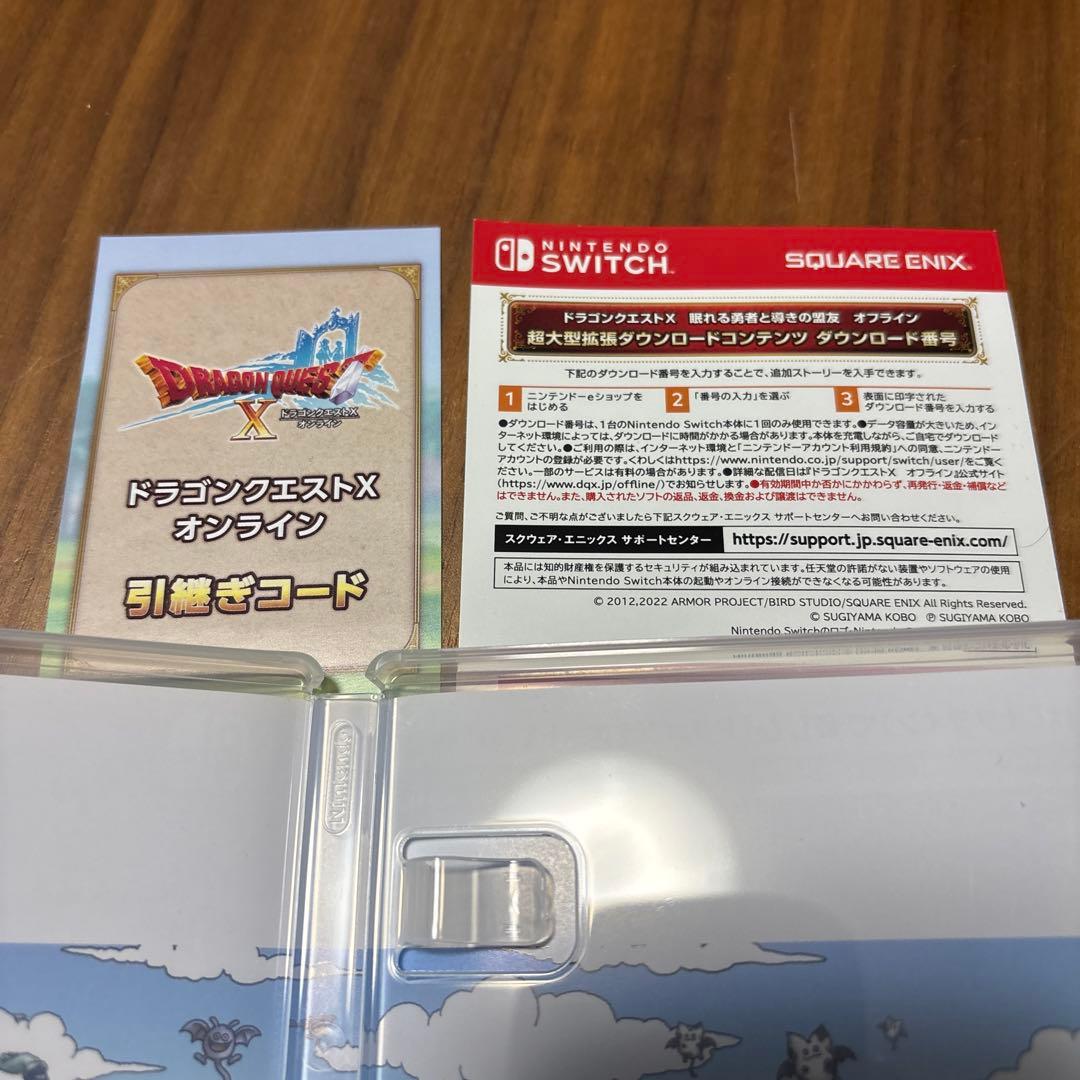 DRAGON QUEST
X
ドラゴンクエストX
オンライン
ドラゴンクエストX
オンライン
引継ぎコード
NINTENDO
SWITCH™
SQUARE ENIX®
ドラゴンクエストX 眠れる勇者と導きの盟友 オフライン
超大型拡張ダウンロードコンテンツ ダウンロード番号
下記のダウンロード番号を入力することで、追加ストーリーを入手できます。
1 ニンテンドーeショップを
はじめる
2 「番号の入力」を選ぶ
3 表面に印字された
ダウンロード番号を入力する
●ダウンロード番号は、1台のNintendo Switch本体に1回のみ使用できます。●データ容量が大きいため、イン
ターネット環境によっては、ダウンロードに時間がかかる場合があります。本体を充電しながら、ご自宅でダウンロード
してください。●ご利用の際は、インターネット環境と「ニンテンドーアカウント利用規約」への同意、ニンテンドー
アカウントの登録が必要です。くわしくはhttps://www.nintendo.co.jp/support/switch/user/をご覧く
ださい。一部のサービスは有料の場合があります。●詳細な配信日は『ドラゴンクエストX オフライン』公式サイト
(https://www.dqx.jp/offline/)でお知らせします。●有効期間中か否かにかかわらず、再発行・返金・補償など
はできません。また、購入されたソフトの返品、返金、換金および譲渡はできません。
ご質問、ご不明な点がございましたら下記スクウェア・エニックス サポートセンターへお問い合わせください。
スクウェア・エニックス サポートセンター https://support.jp.square-enix.com/
本品には知的財産権を保護するセキュリティが組み込まれています。任天堂の許諾がない装置やソフトウェアの使用
により、本品やNintendo Switch本体の起動やオンライン接続ができなくなる可能性があります。
© 2012,2022 ARMOR PROJECT/BIRD STUDIO/SQUARE ENIX All Rights Reserved.
© SUGIYAMA KOBO ℗ SUGIYAMA KOBO
Nintendo Switchのロゴ・Nintendo
Nintendo